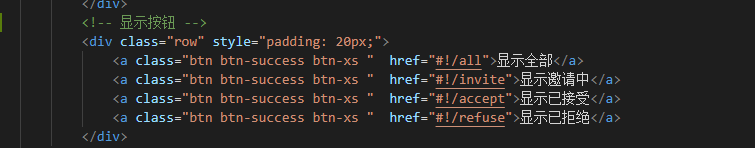 </div>
<!-- 显示按钮 -->
<div class="row" style="padding: 20px;">
<a class="btn btn-success btn-xs "  href="#!/all">显示全部</a>
<a class="btn btn-success btn-xs "  href="#!/invite">显示邀请中</a>
<a class="btn btn-success btn-xs "  href="#!/accept">显示已接受</a>
<a class="btn btn-success btn-xs "  href="#!/refuse">显示已拒绝</a>
</div>